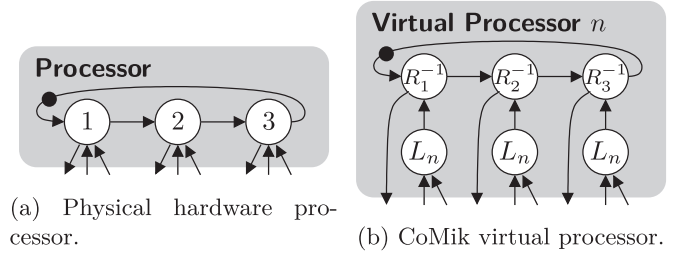 Processor
1 2 3
(a) Physical hardware pro-
cessor.
Virtual Processor n
R₁⁻¹ R₂⁻¹ R₃⁻¹
Lₙ Lₙ Lₙ
(b) CoMik virtual processor.